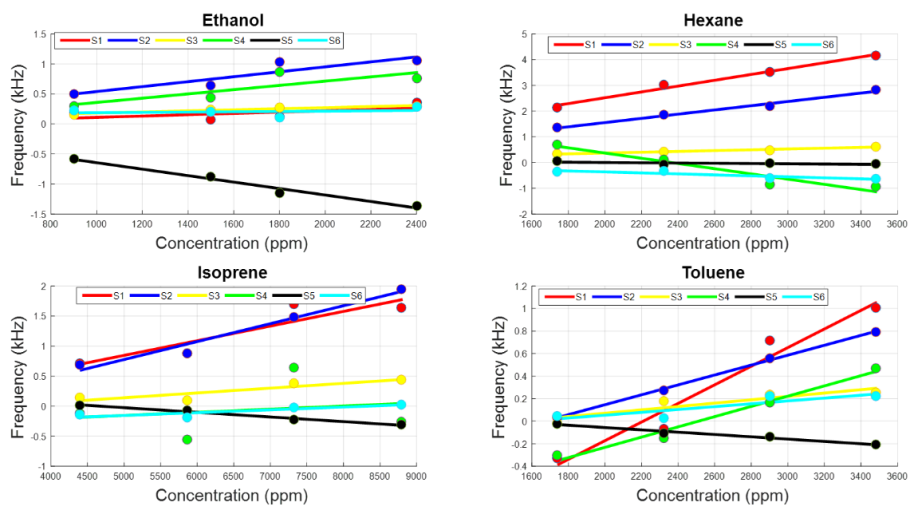 Ethanol
S1 S2 S3 S4 S5 S6
Frequency (kHz)
1.5
1
0.5
0
-0.5
-1
-1.5
800 1000 1200 1400 1600 1800 2000 2200 2400
Concentration (ppm)
Hexane
S1 S2 S3 S4 S5 S6
Frequency (kHz)
5
4
3
2
1
0
-1
-2
1600 1800 2000 2200 2400 2600 2800 3000 3200 3400 3600
Concentration (ppm)
Isoprene
S1 S2 S3 S4 S5 S6
Frequency (kHz)
2
1.5
1
0.5
0
-0.5
-1
4000 4500 5000 5500 6000 6500 7000 7500 8000 8500 9000
Concentration (ppm)
Toluene
S1 S2 S3 S4 S5 S6
Frequency (kHz)
1.2
1
0.8
0.6
0.4
0.2
0
-0.2
-0.4
1600 1800 2000 2200 2400 2600 2800 3000 3200 3400 3600
Concentration (ppm)